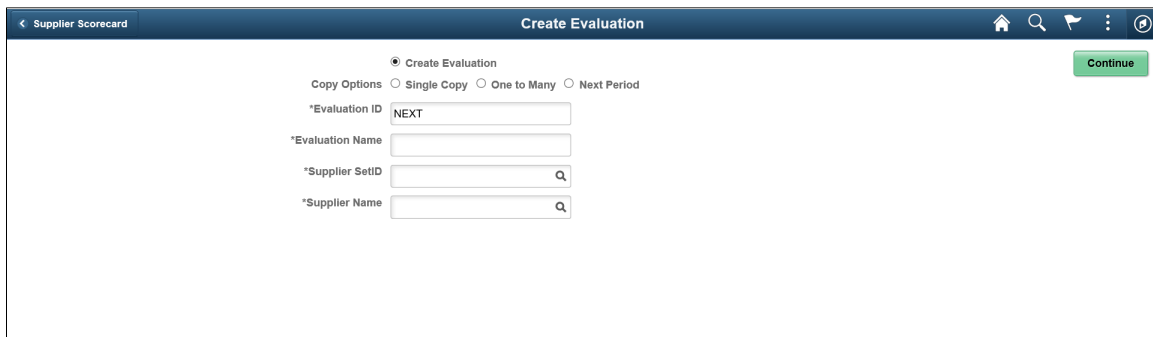 Supplier Scorecard
Create Evaluation
Create Evaluation
Continue
Copy Options Single Copy One to Many Next Period
*Evaluation ID NEXT
*Evaluation Name
*Supplier SetID
*Supplier Name